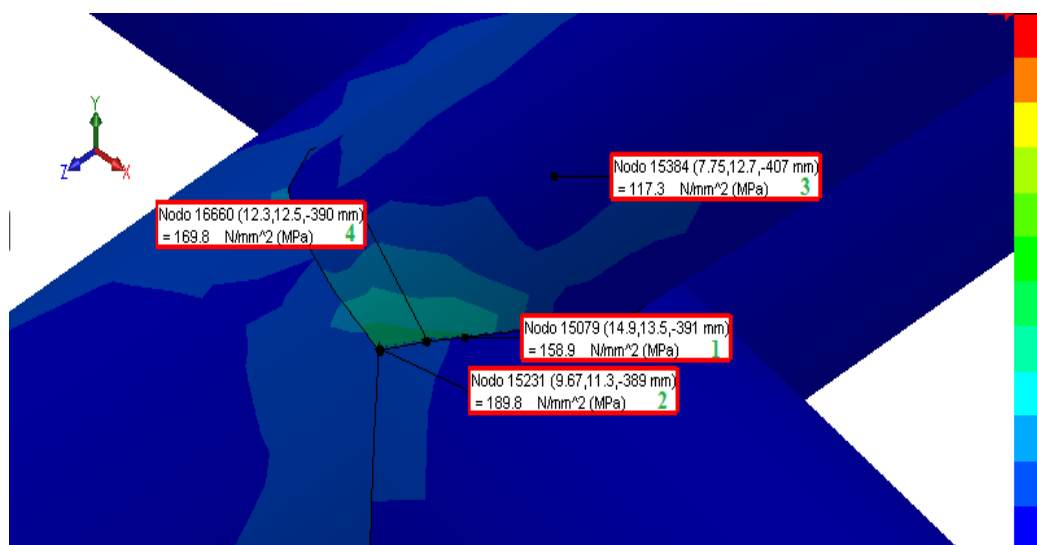 Y
Z
X
Nodo 15384 (7.75,12.7,-407 mm)
= 117.3 N/mm^2 (MPa) 3
Nodo 16660 (12.3,12.5,-390 mm)
= 169.8 N/mm^2 (MPa) 4
Nodo 15079 (14.9,13.5,-391 mm)
= 158.9 N/mm^2 (MPa) 1
Nodo 15231 (9.67,11.3,-389 mm)
= 189.8 N/mm^2 (MPa) 2